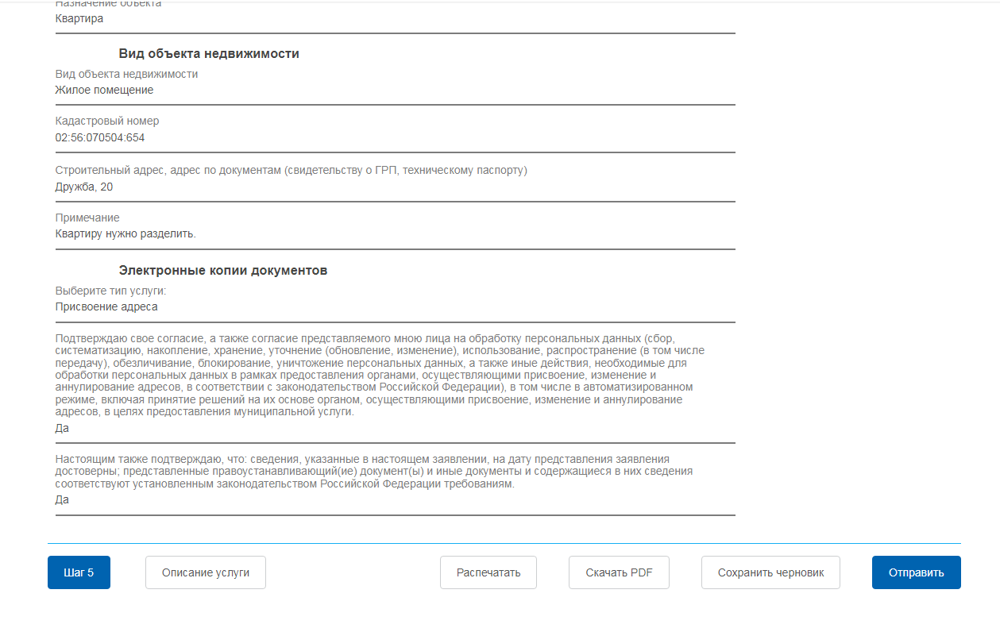 Назначение объекта
Квартира
Вид объекта недвижимости
Вид объекта недвижимости
Жилое помещение
Кадастровый номер
02:56:070504:654
Строительный адрес, адрес по документам (свидетельству о ГРП, техническому паспорту)
Дружба, 20
Примечание
Квартиру нужно разделить.
Электронные копии документов
Выберите тип услуги:
Присвоение адреса
Подтверждаю свое согласие, а также согласие представляемого мною лица на обработку персональных данных (сбор,
систематизацию, накопление, хранение, уточнение (обновление, изменение), использование, распространение (в том числе
передачу), обезличивание, блокирование, уничтожение персональных данных, а также иные действия, необходимые для
обработки персональных данных в рамках предоставления органами, осуществляющими присвоение, изменение и
аннулирование адресов, в соответствии с законодательством Российской Федерации), в том числе в автоматизированном
режиме, включая принятие решений на их основе органом, осуществляющими присвоение, изменение и аннулирование
адресов, в целях предоставления муниципальной услуги.
Да
Настоящим также подтверждаю, что: сведения, указанные в настоящем заявлении, на дату представления заявления
достоверны; представленные правоустанавливающий(ие) документ(ы) и иные документы и содержащиеся в них сведения
соответствуют установленным законодательством Российской Федерации требованиям.
Да
Шаг 5 Описание услуги Распечатать Скачать PDF Сохранить черновик Отправить